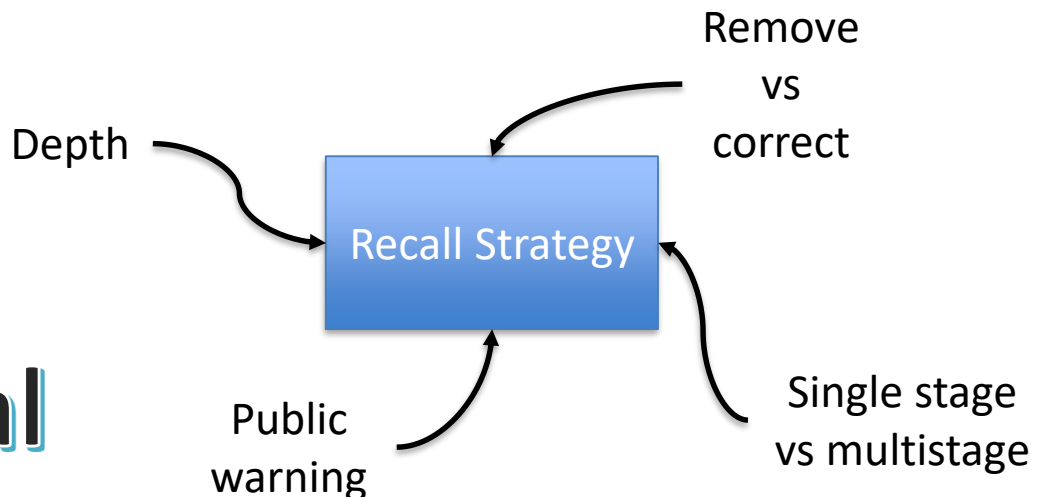 Remove
vs
correct
Depth
Recall Strategy
Single stage
vs multistage
Public
warning